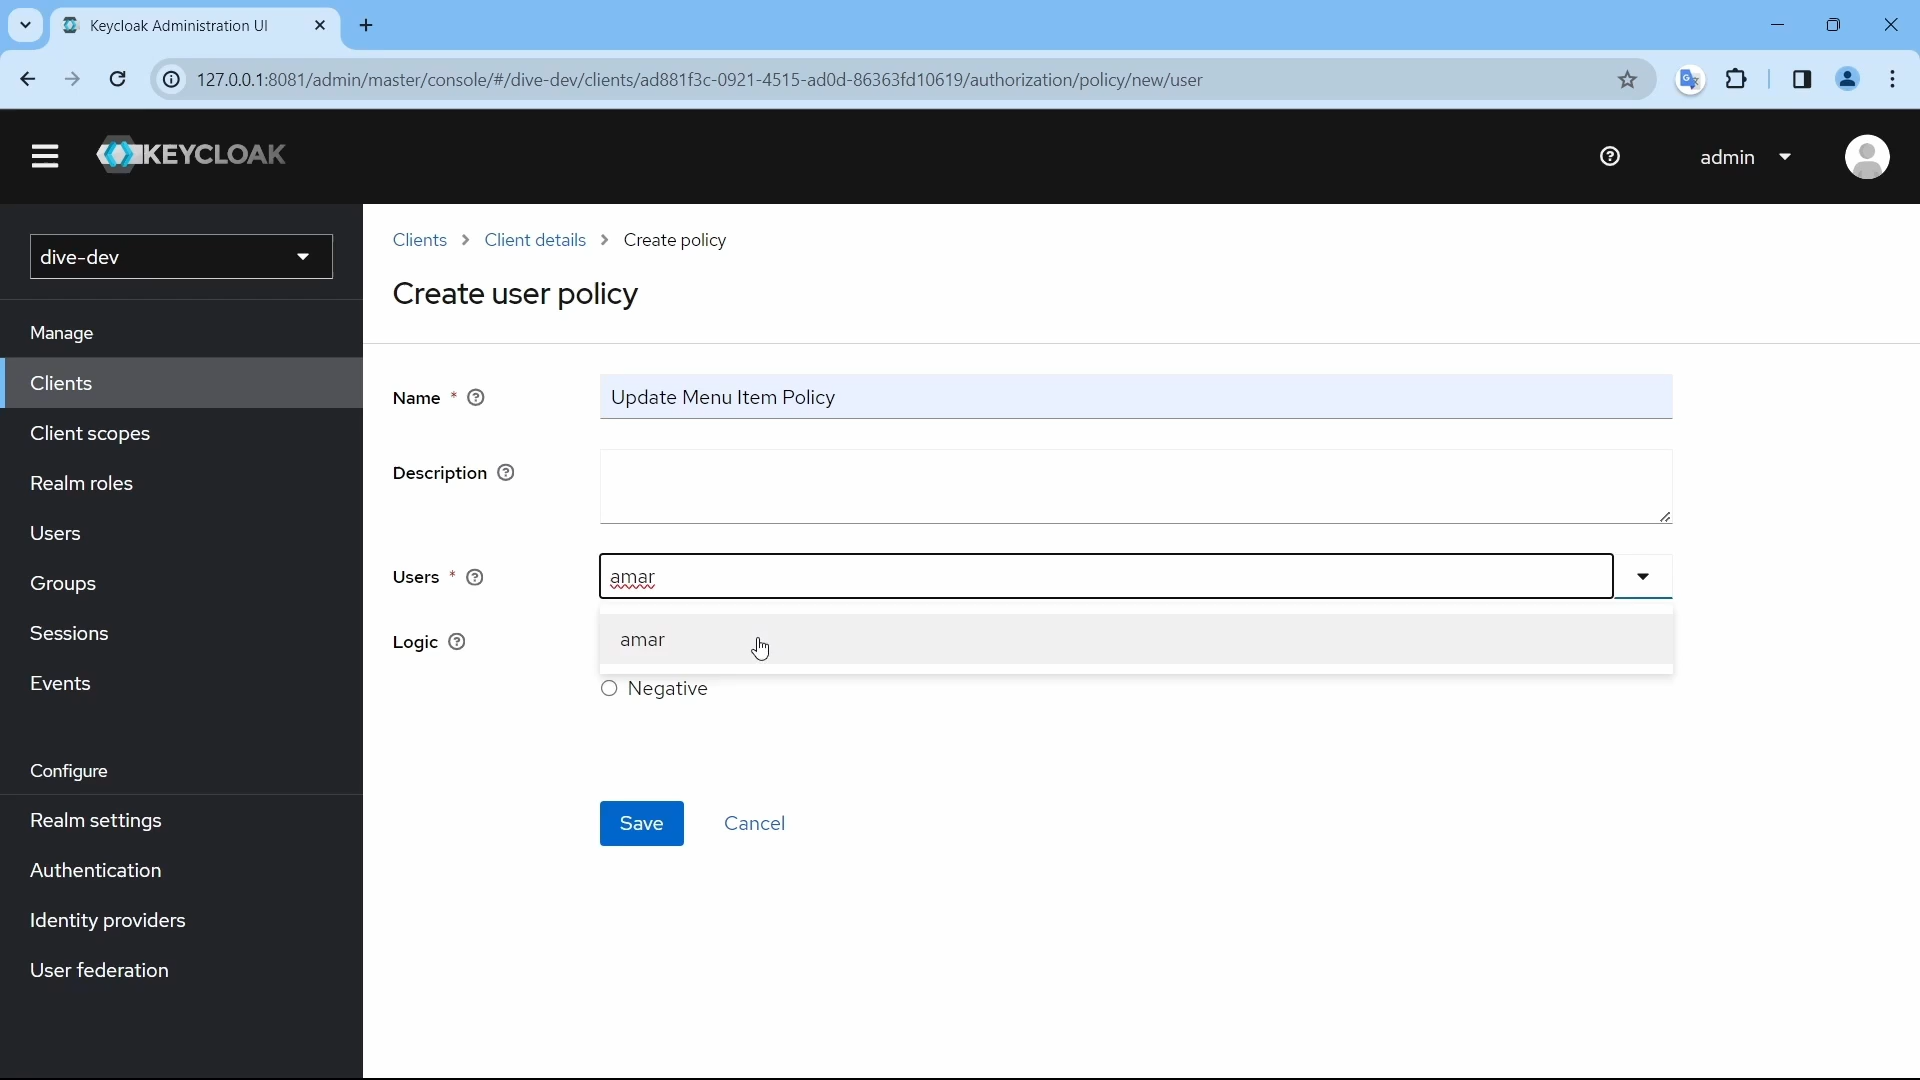 Keycloak Administration UI
127.0.0.1:8081/admin/master/console/#/dive-dev/clients/ad881f3c-0921-4515-ad0d-86363fd10619/authorization/policy/new/user
KEYCLOAK
admin
dive-dev
Manage
Clients
Client scopes
Realm roles
Users
Groups
Sessions
Events
Configure
Realm settings
Authentication
Identity providers
User federation
Clients > Client details > Create policy
Create user policy
Name * Update Menu Item Policy
Description
Users * amar
amar
Logic
Negative
Save Cancel